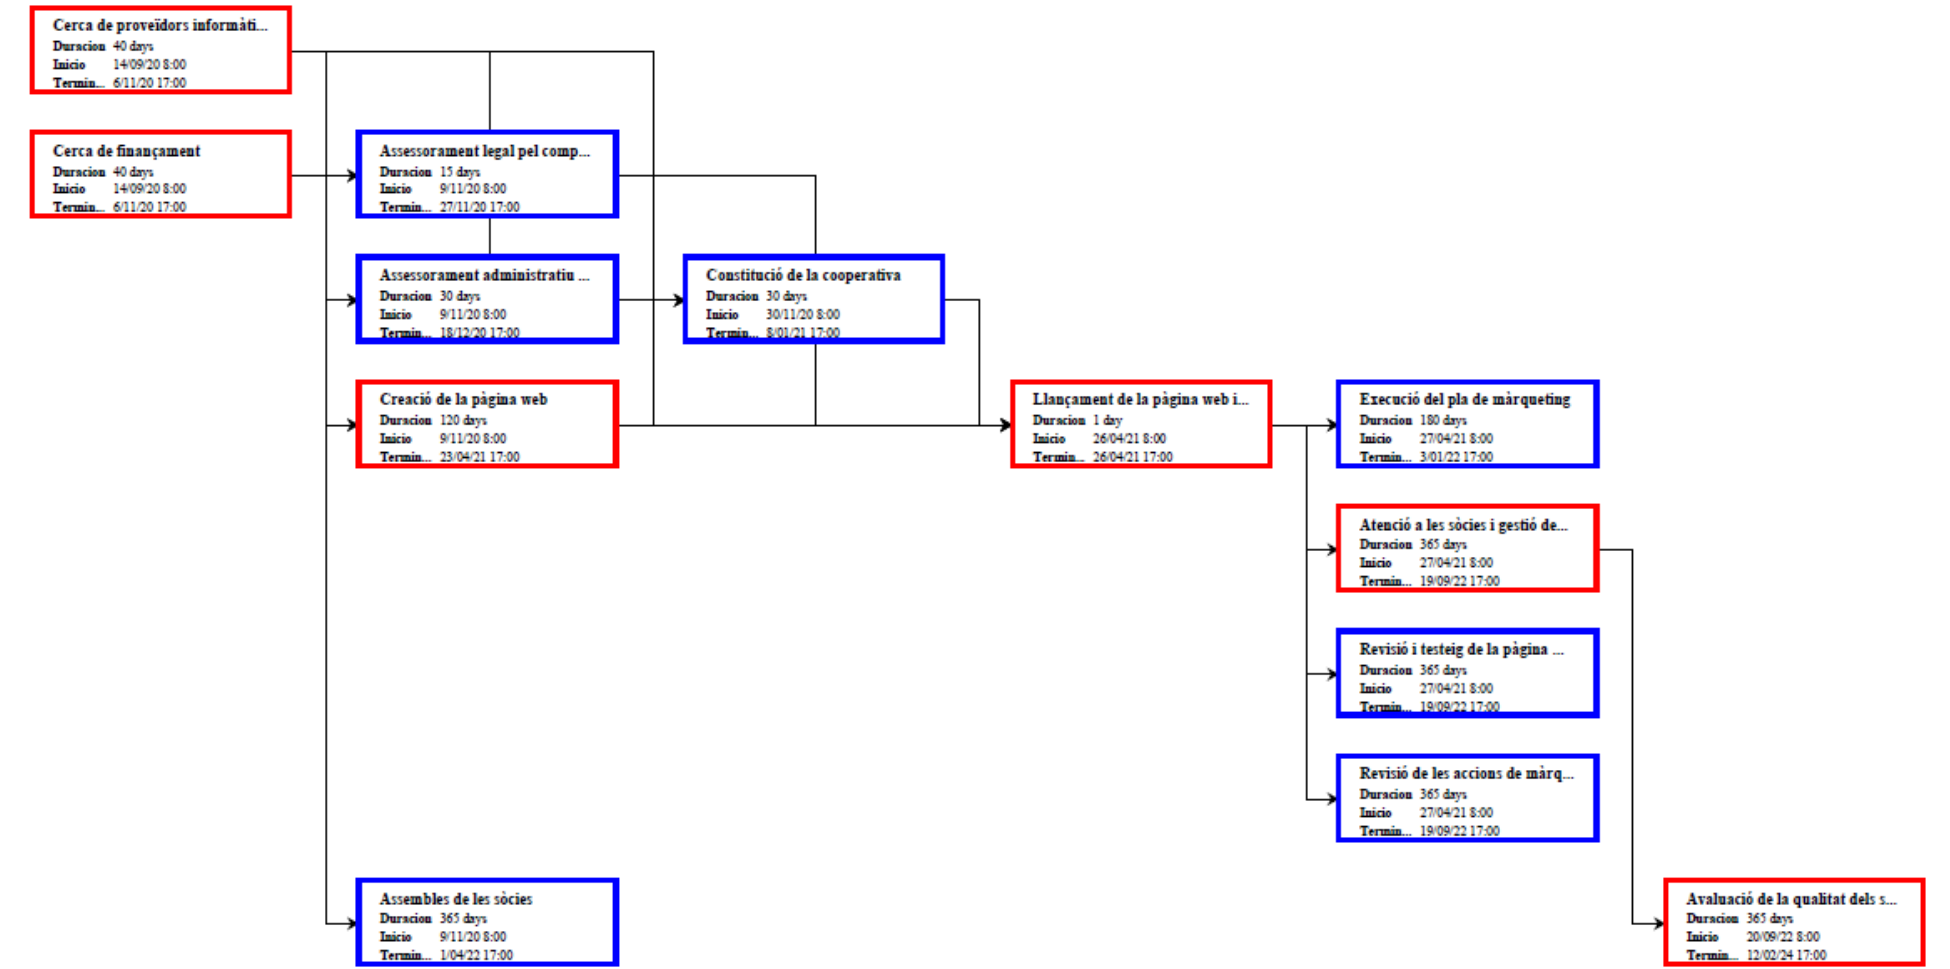 Cerca de proveïdors informàti...
Duracion 40 days
Inicio 14/09/20 8:00
Termin... 6/11/20 17:00
Cerca de finançament
Duracion 40 days
Inicio 14/09/20 8:00
Termin... 6/11/20 17:00
Assessorament legal pel comp...
Duracion 15 days
Inicio 9/11/20 8:00
Termin... 27/11/20 17:00
Assessorament administratiu ...
Duracion 30 days
Inicio 9/11/20 8:00
Termin... 18/12/20 17:00
Constitució de la cooperativa
Duracion 30 days
Inicio 30/11/20 8:00
Termin... 8/01/21 17:00
Creació de la pàgina web
Duracion 120 days
Inicio 9/11/20 8:00
Termin... 23/04/21 17:00
Llançament de la pàgina web i...
Duracion 1 day
Inicio 26/04/21 8:00
Termin... 26/04/21 17:00
Execució del pla de màrqueting
Duracion 180 days
Inicio 27/04/21 8:00
Termin... 3/01/22 17:00
Atenció a les sòcies i gestió de...
Duracion 365 days
Inicio 27/04/21 8:00
Termin... 19/09/22 17:00
Revisió i testeig de la pàgina ...
Duracion 365 days
Inicio 27/04/21 8:00
Termin... 19/09/22 17:00
Revisió de les accions de màrq...
Duracion 365 days
Inicio 27/04/21 8:00
Termin... 19/09/22 17:00
Assembles de les sòcies
Duracion 365 days
Inicio 9/11/20 8:00
Termin... 1/04/22 17:00
Avaluació de la qualitat dels s...
Duracion 365 days
Inicio 20/09/22 8:00
Termin... 12/02/24 17:00